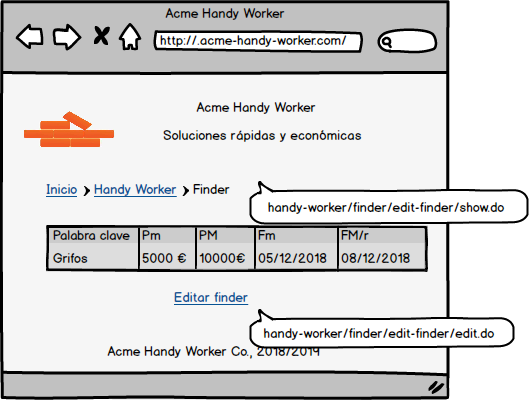 Acme Handy Worker
http://.acme-handy-worker.com/
Acme Handy Worker
Soluciones rápidas y económicas
Inicio > Handy Worker > Finder
handy-worker/finder/edit-finder/show.do
Palabra clave Pm PM Fm FM/r
Grifos 5000 € 10000€ 05/12/2018 08/12/2018
Editar finder
handy-worker/finder/edit-finder/edit.do
Acme Handy Worker Co., 2018/2019